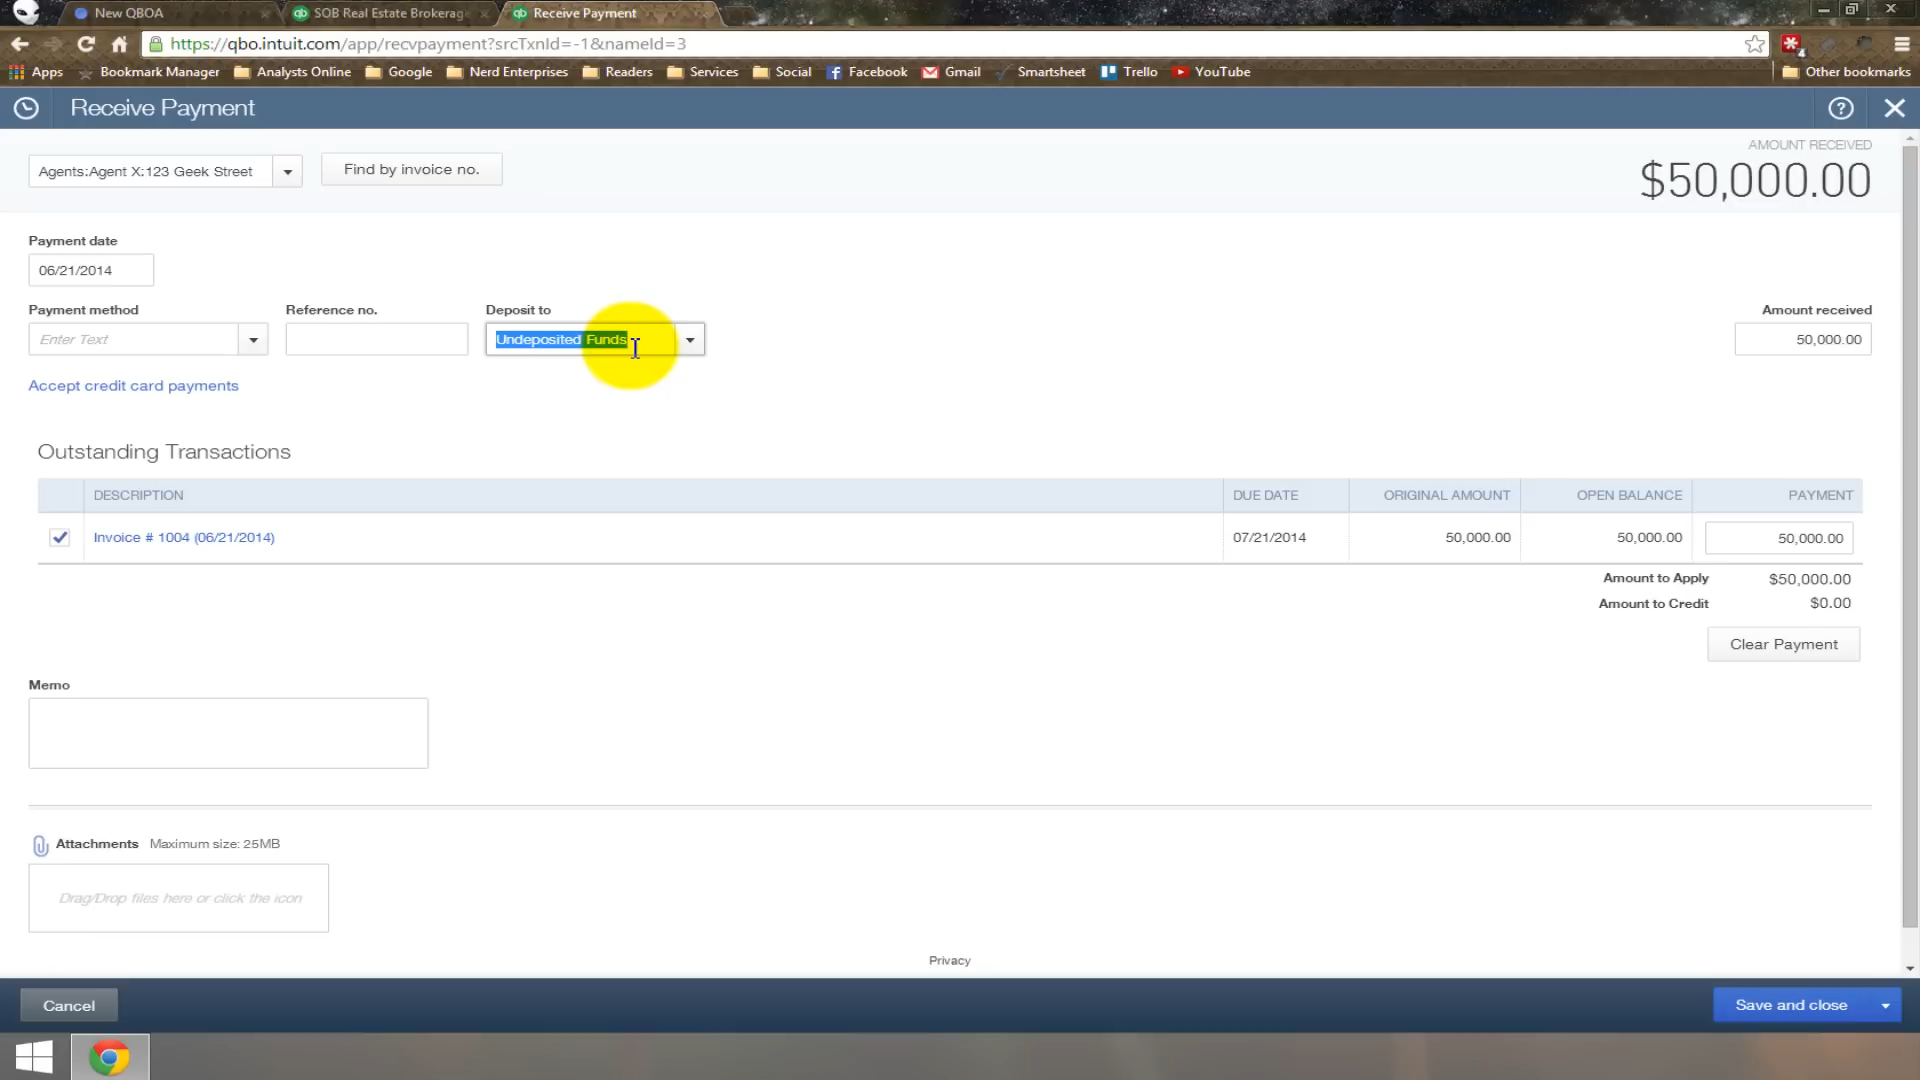 New QBOA
SOB Real Estate Brokerag
Receive Payment
https://qbo.intuit.com/app/recvpayment?srcTxnId=-1&nameId=3
4
Apps
Bookmark Manager
Analysts Online
Google
Nerd Enterprises
Readers
Services
Social
Facebook
Gmail
Smartsheet
Trello
YouTube
Other bookmarks
Receive Payment
Agents:Agent X:123 Geek Street
Find by invoice no.
AMOUNT RECEIVED
$50,000.00
Payment date
06/21/2014
Payment method
Reference no.
Deposit to
Amount received
Enter Text
Undeposited Funds
50,000.00
Accept credit card payments
Outstanding Transactions
DESCRIPTION
DUE DATE
ORIGINAL AMOUNT
OPEN BALANCE
PAYMENT
Invoice # 1004 (06/21/2014)
07/21/2014
50,000.00
50,000.00
50,000.00
Amount to Apply
$50,000.00
Amount to Credit
$0.00
Clear Payment
Memo
Attachments
Maximum size: 25MB
Drag/Drop files here or click the icon
Privacy
Cancel
Save and close